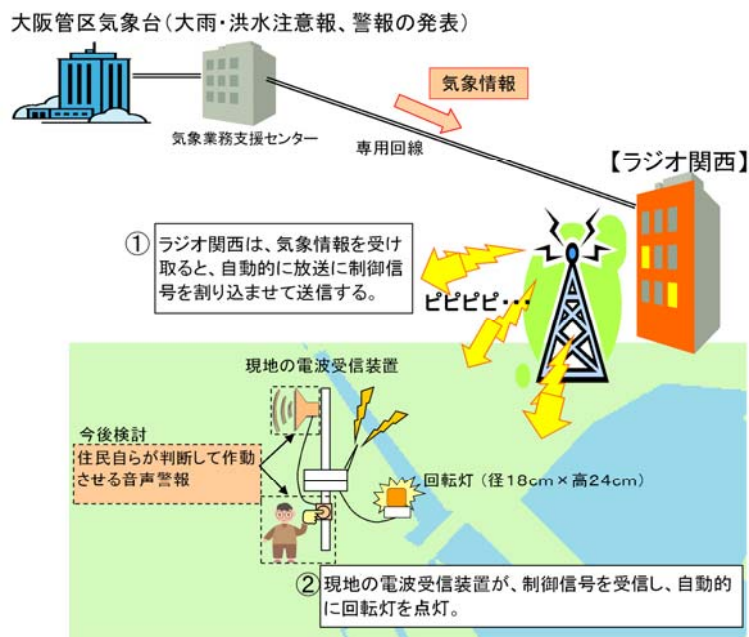 大阪管区気象台（大雨・洪水注意報、警報の発表）
気象情報
気象業務支援センター
専用回線
【ラジオ関西】
① ラジオ関西は、気象情報を受け
取ると、自動的に放送に制御信
号を割り込ませて送信する。
ピピピピ・・・
現地の電波受信装置
今後検討
住民自らが判断して作動
させる音声警報
回転灯（径18cm×高24cm）
② 現地の電波受信装置が、制御信号を受信し、自動的
に回転灯を点灯。